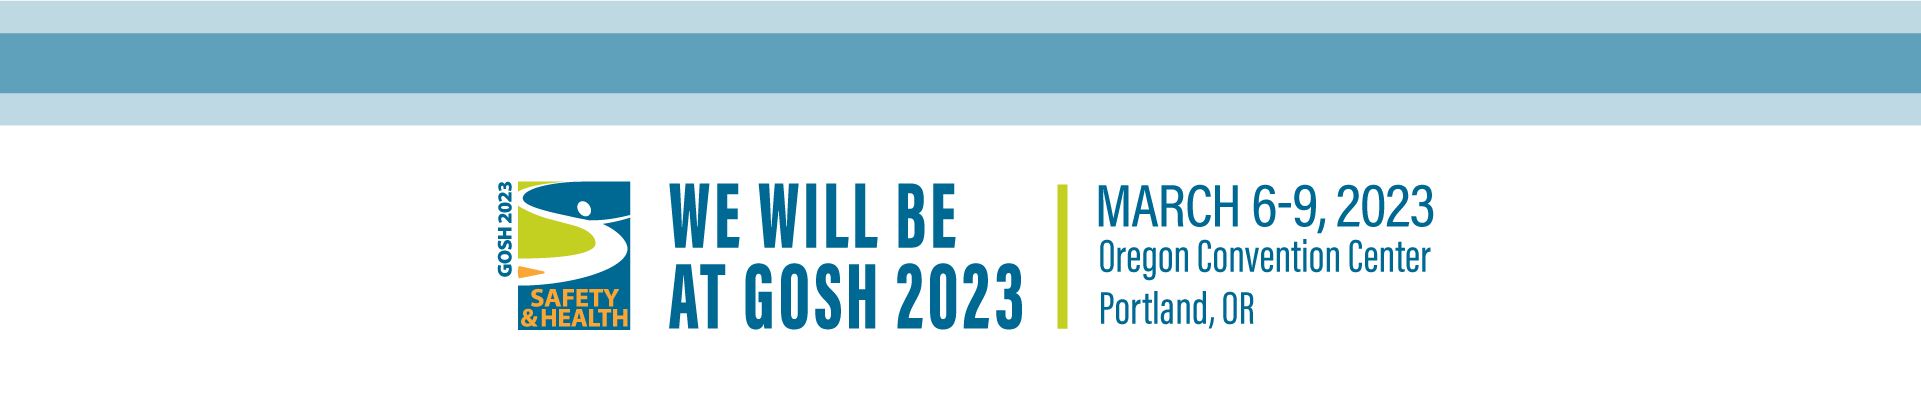 GOSH 2023
SAFETY
& HEALTH
WE WILL BE
AT GOSH 2023
MARCH 6-9, 2023
Oregon Convention Center
Portland, OR